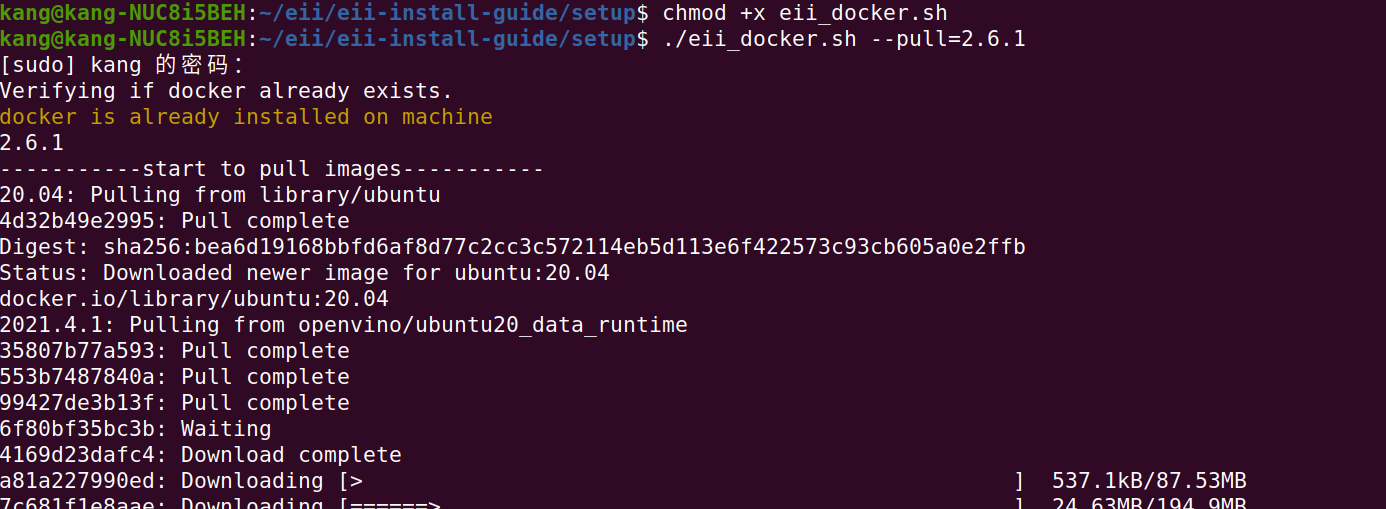 kang@kang-NUC8i5BEH:~/eii/eii-install-guide/setup$ chmod +x eii_docker.sh
kang@kang-NUC8i5BEH:~/eii/eii-install-guide/setup$ ./eii_docker.sh --pull=2.6.1
[sudo] kang 的密码：
Verifying if docker already exists.
docker is already installed on machine
2.6.1
-----------start to pull images-----------
20.04: Pulling from library/ubuntu
4d32b49e2995: Pull complete
Digest: sha256:bea6d19168bbfd6af8d77c2cc3c572114eb5d113e6f422573c93cb605a0e2ffb
Status: Downloaded newer image for ubuntu:20.04
docker.io/library/ubuntu:20.04
2021.4.1: Pulling from openvino/ubuntu20_data_runtime
35807b77a593: Pull complete
553b7487840a: Pull complete
99427de3b13f: Pull complete
6f80bf35bc3b: Waiting
4169d23dafc4: Download complete
a81a227990ed: Downloading [>                                                  ]  537.1kB/87.53MB
7c681f1e8aae: Downloading [======>                                            ]  24.63MB/194.9MB